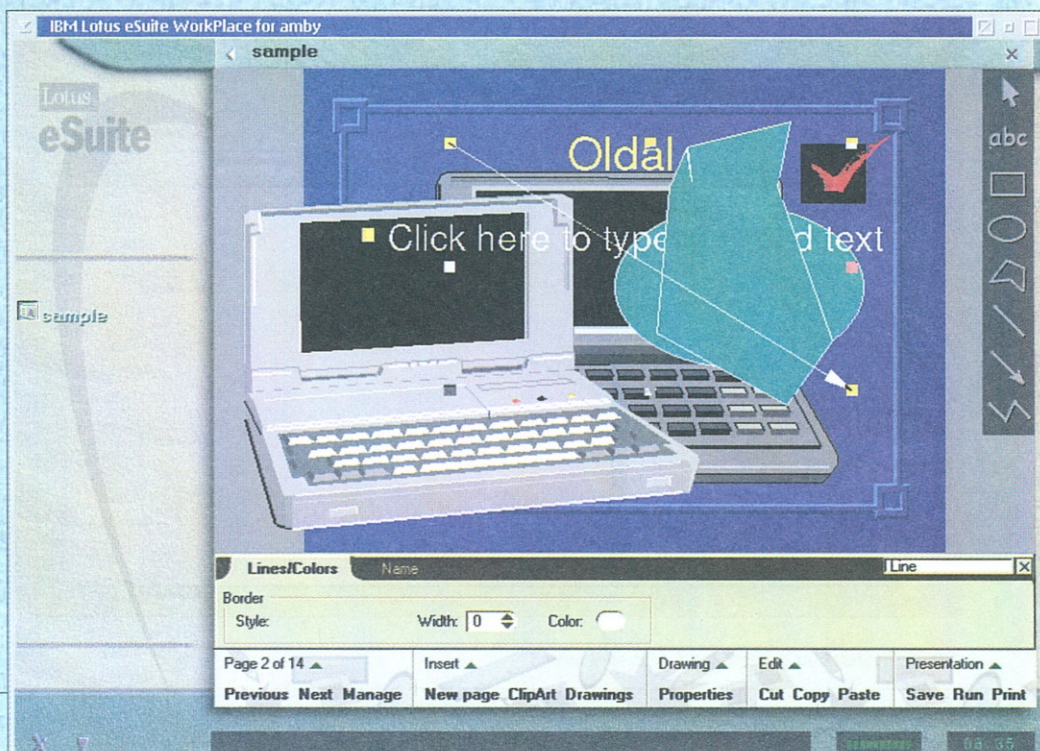 IBM Lotus eSuite WorkPlace for amby
sample
Lotus
eSuite
abc
Oldal
Click here to type d text
sample
Lines/Colors Name Line
Border
Style: Width: 0 Color:
Page 2 of 14 Insert Drawing Edit Presentation
Previous Next Manage New page ClipArt Drawings Properties Cut Copy Paste Save Run Print